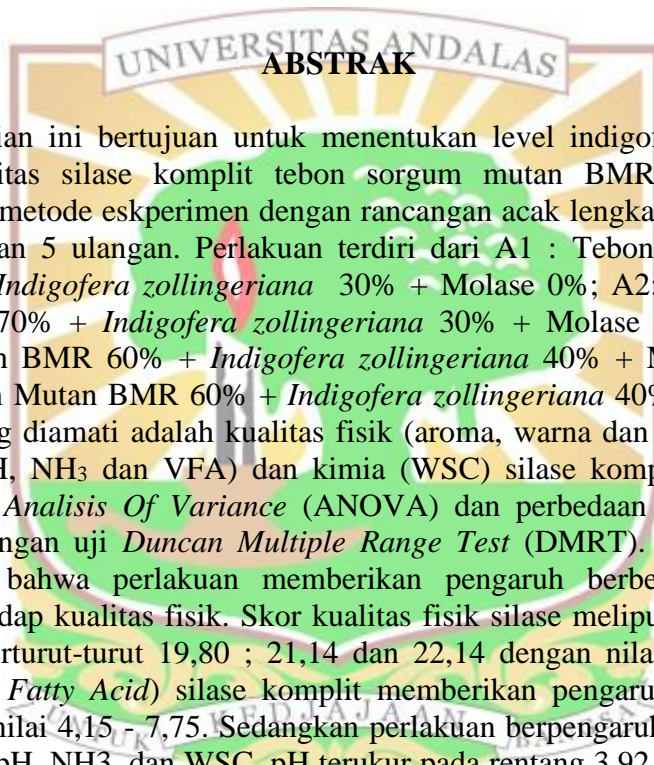 UNIVERSITAS ANDALAS
ABSTRAK
ian ini bertujuan untuk menentukan level indigo
itas silase komplit tebon sorgum mutan BMR
metode eskperimen dengan rancangan acak lengka
an 5 ulangan. Perlakuan terdiri dari A1 : Tebon
Indigofera zollingeriana 30% + Molase 0%; A2:
70% + Indigofera zollingeriana 30% + Molase
n BMR 60% + Indigofera zollingeriana 40% + M
n Mutan BMR 60% + Indigofera zollingeriana 40%
g diamati adalah kualitas fisik (aroma, warna dan
H, NH3 dan VFA) dan kimia (WSC) silase komp
Analisis Of Variance (ANOVA) dan perbedaan
ngan uji Duncan Multiple Range Test (DMRT).
bahwa perlakuan memberikan pengaruh berbe
dap kualitas fisik. Skor kualitas fisik silase melipu
erturut-turut 19,80 ; 21,14 dan 22,14 dengan nila
Fatty Acid) silase komplit memberikan pengaru
nilai 4,15 - 7,75. Sedangkan perlakuan berpengaruh
pH, NH3, dan WSC. pH terukur pada rentang 3,92